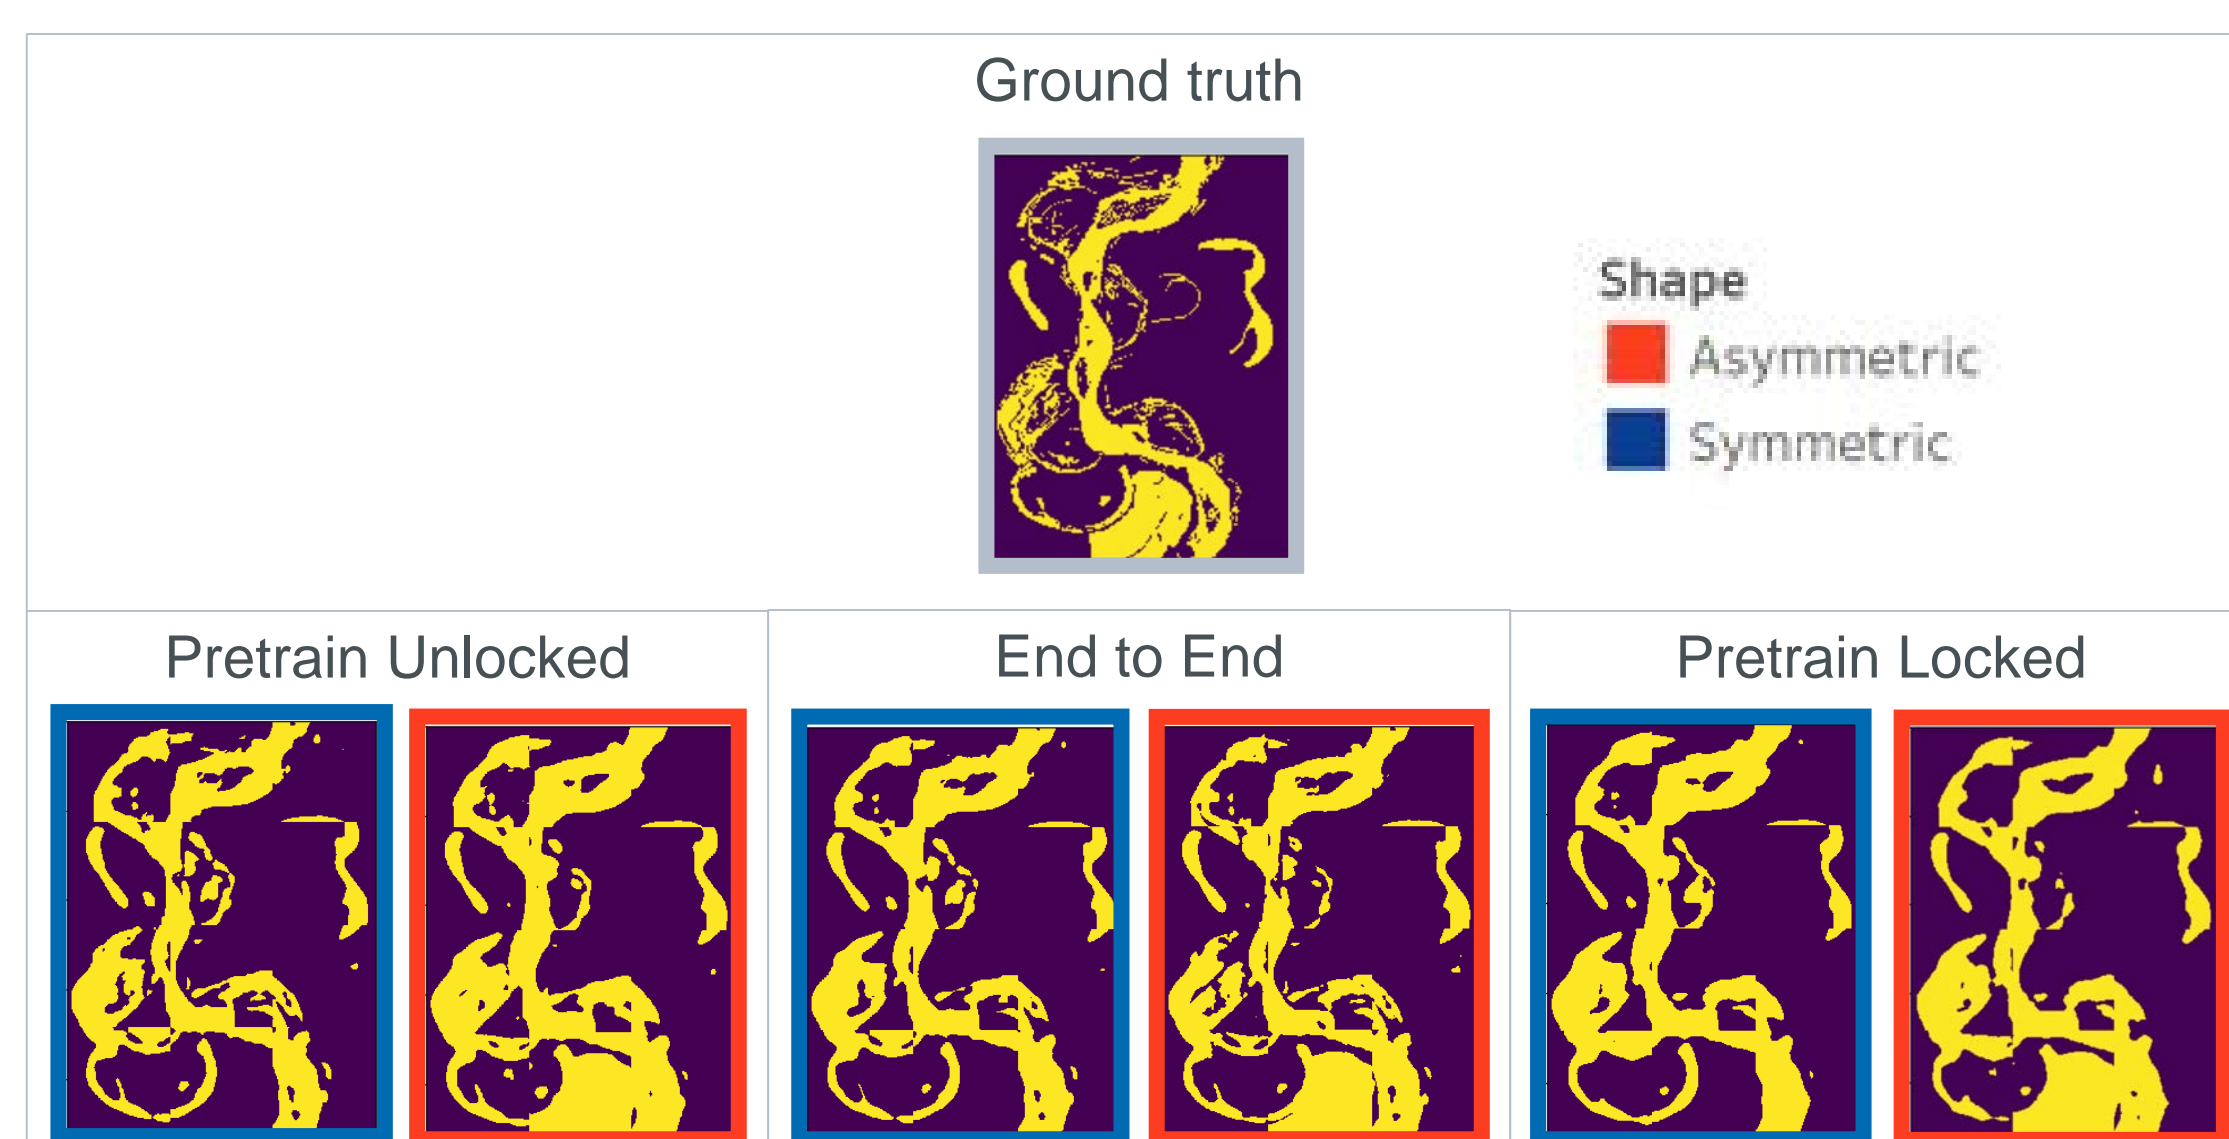 Ground truth
Shape
Asymmetric
Symmetric
Pretrain Unlocked
End to End
Pretrain Locked